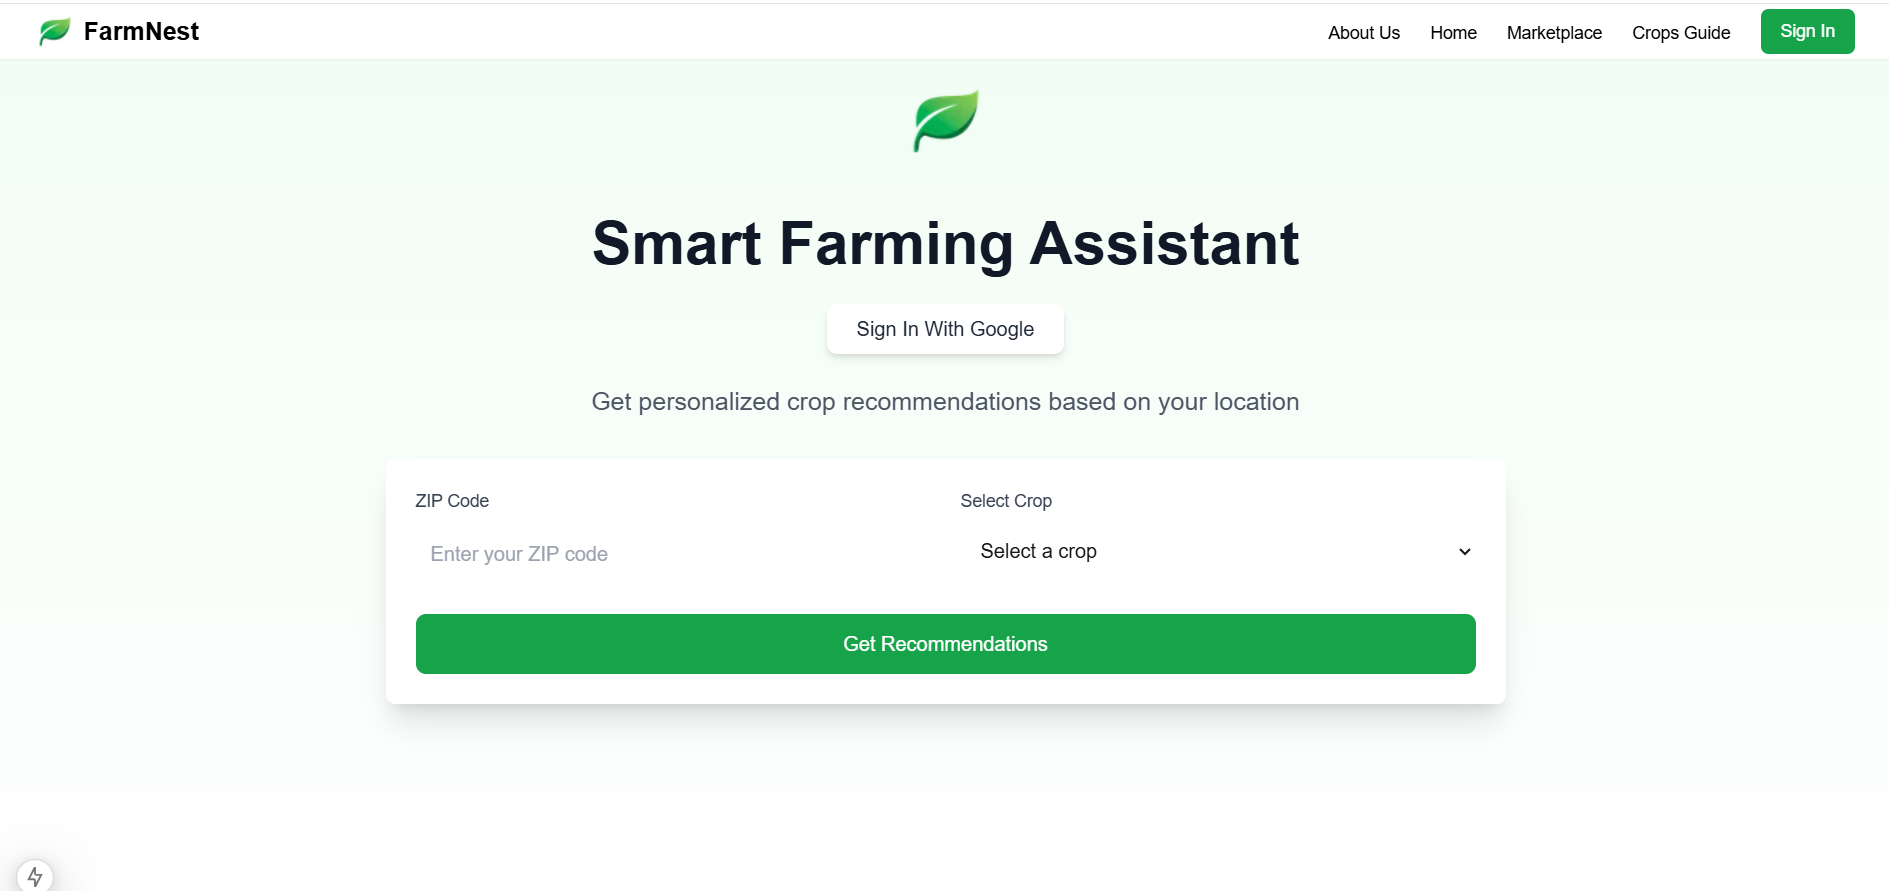 FarmNest
About Us Home Marketplace Crops Guide Sign In
Smart Farming Assistant
Sign In With Google
Get personalized crop recommendations based on your location
ZIP Code Select Crop
Enter your ZIP code Select a crop
Get Recommendations